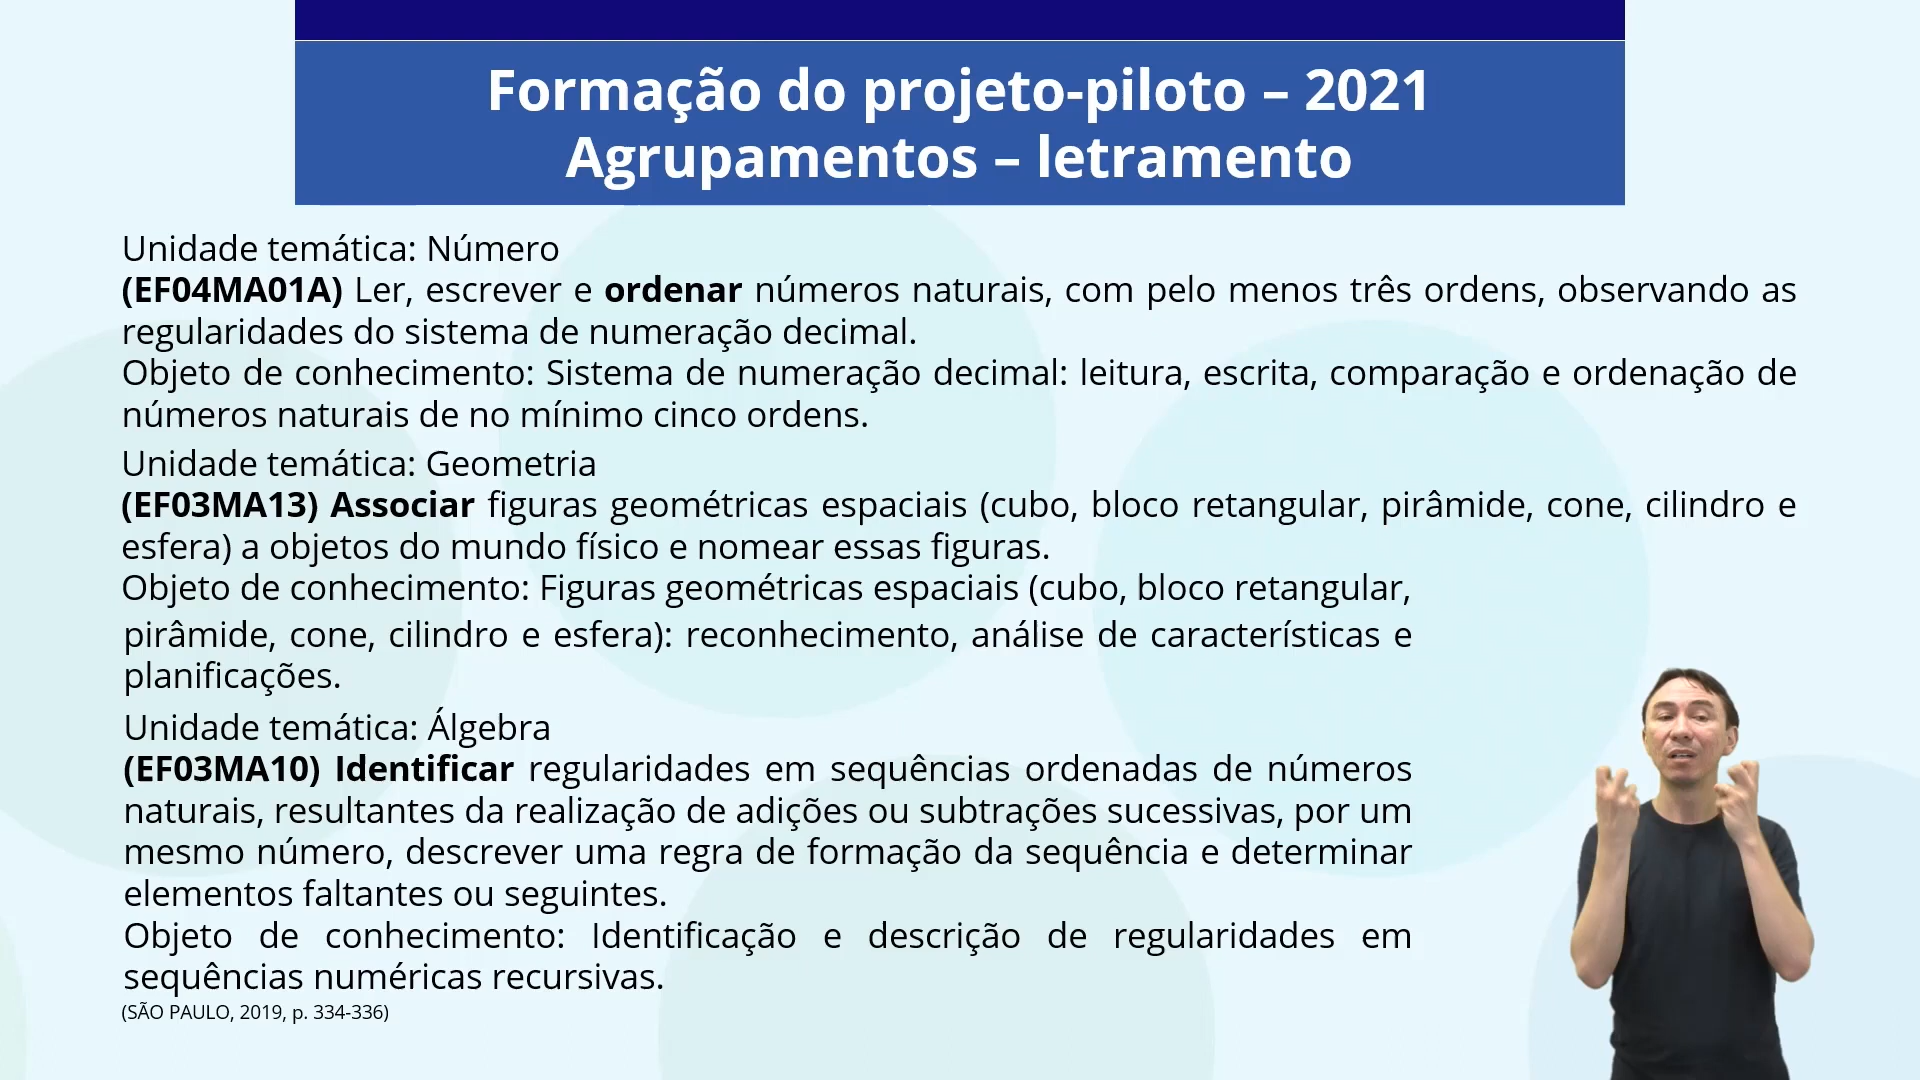 Formação do projeto-piloto – 2021
Agrupamentos – letramento
Unidade temática: Número
(EF04MA01A) Ler, escrever e ordenar números naturais, com pelo menos três ordens, observando as
regularidades do sistema de numeração decimal.
Objeto de conhecimento: Sistema de numeração decimal: leitura, escrita, comparação e ordenação de
números naturais de no mínimo cinco ordens.
Unidade temática: Geometria
(EF03MA13) Associar figuras geométricas espaciais (cubo, bloco retangular, pirâmide, cone, cilindro e
esfera) a objetos do mundo físico e nomear essas figuras.
Objeto de conhecimento: Figuras geométricas espaciais (cubo, bloco retangular,
pirâmide, cone, cilindro e esfera): reconhecimento, análise de características e
planificações.
Unidade temática: Álgebra
(EF03MA10) Identificar regularidades em sequências ordenadas de números
naturais, resultantes da realização de adições ou subtrações sucessivas, por um
mesmo número, descrever uma regra de formação da sequência e determinar
elementos faltantes ou seguintes.
Objeto de conhecimento: Identificação e descrição de regularidades em
sequências numéricas recursivas.
(SÃO PAULO, 2019, p. 334-336)